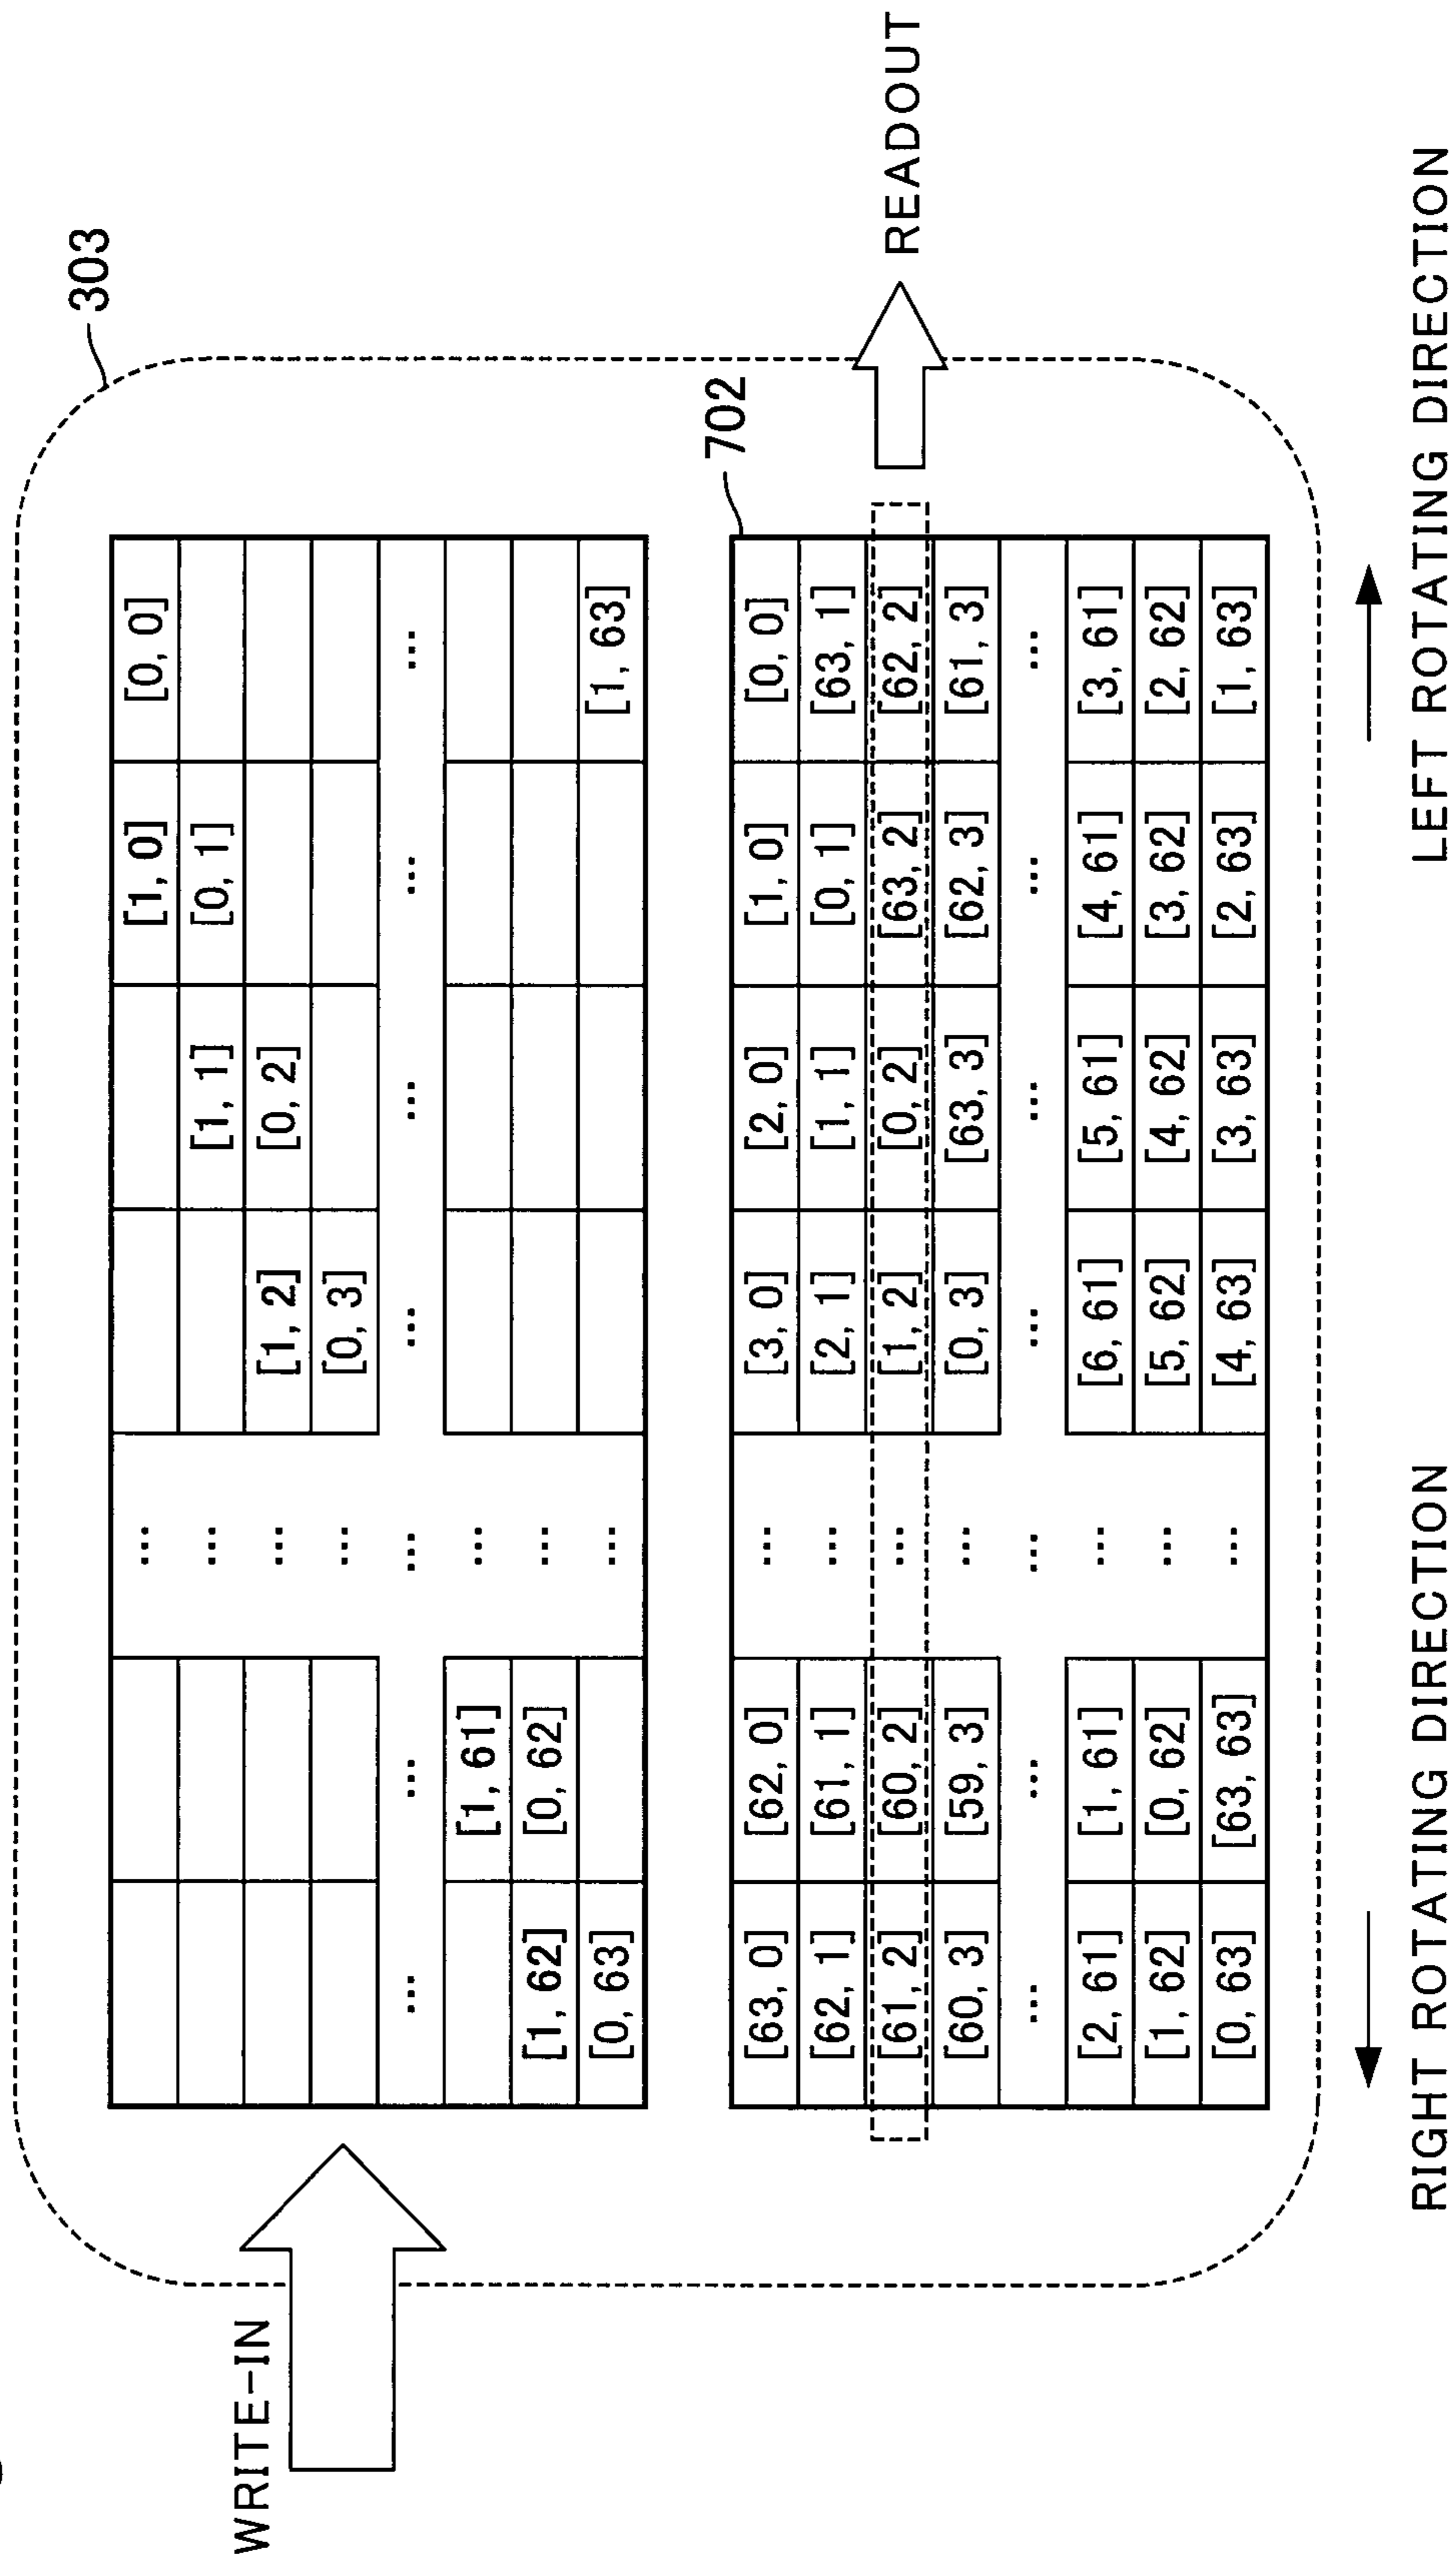 303
... [1, 0] [0, 0]
... [1, 1] [0, 1]
WRITE-IN
... [1, 2] [0, 2]
... [0, 3]
... ... ... ... ... ... ...
[1, 61] ...
[1, 62] [0, 62] ...
[0, 63] ... [1, 63]
702
[63, 0] [62, 0] ... [3, 0] [2, 0] [1, 0] [0, 0]
[62, 1] [61, 1] ... [2, 1] [1, 1] [0, 1] [63, 1]
[61, 2] [60, 2] ... [1, 2] [0, 2] [63, 2] [62, 2]
READOUT
[60, 3] [59, 3] ... [0, 3] [63, 3] [62, 3] [61, 3]
... ... ... ... ... ... ...
[2, 61] [1, 61] ... [6, 61] [5, 61] [4, 61] [3, 61]
[1, 62] [0, 62] ... [5, 62] [4, 62] [3, 62] [2, 62]
[0, 63] [63, 63] ... [4, 63] [3, 63] [2, 63] [1, 63]
RIGHT ROTATING DIRECTION
LEFT ROTATING DIRECTION